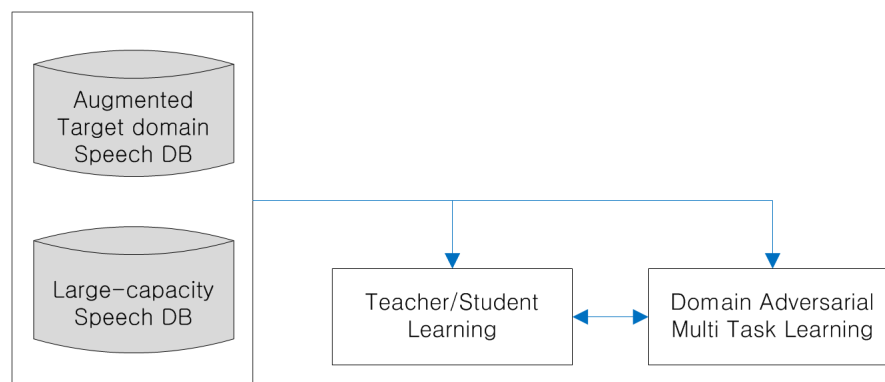 Augmented
Target domain
Speech DB
Large-capacity
Speech DB
Teacher/Student
Learning
Domain Adversarial
Multi Task Learning